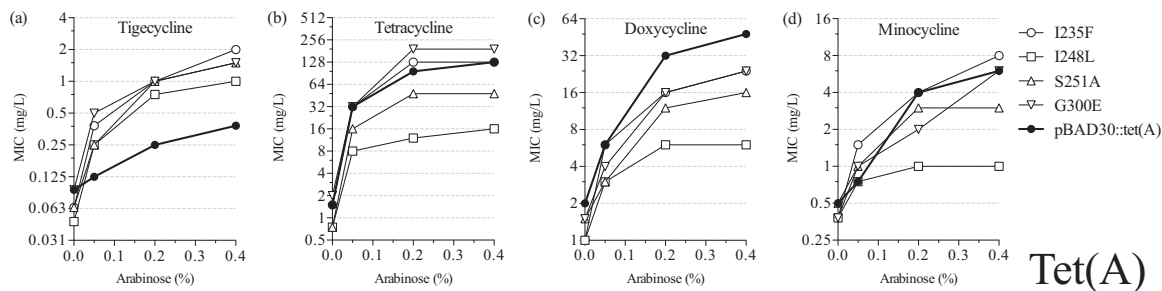 (a)
Tigecycline
MIC (mg/L)
2
1
0.5
0.25
0.125
0.063
0.031
0.0 0.1 0.2 0.3 0.4
Arabinose (%)
(b)
Tetracycline
MIC (mg/L)
512
256
128
64
32
16
8
4
2
1
0.5
0.0 0.1 0.2 0.3 0.4
Arabinose (%)
(c)
Doxycycline
MIC (mg/L)
64
32
16
8
4
2
1
0.0 0.1 0.2 0.3 0.4
Arabinose (%)
(d)
Minocycline
MIC (mg/L)
16
8
4
2
1
0.5
0.25
0.0 0.1 0.2 0.3 0.4
Arabinose (%)
I235F
I248L
S251A
G300E
pBAD30::tet(A)
Tet(A)